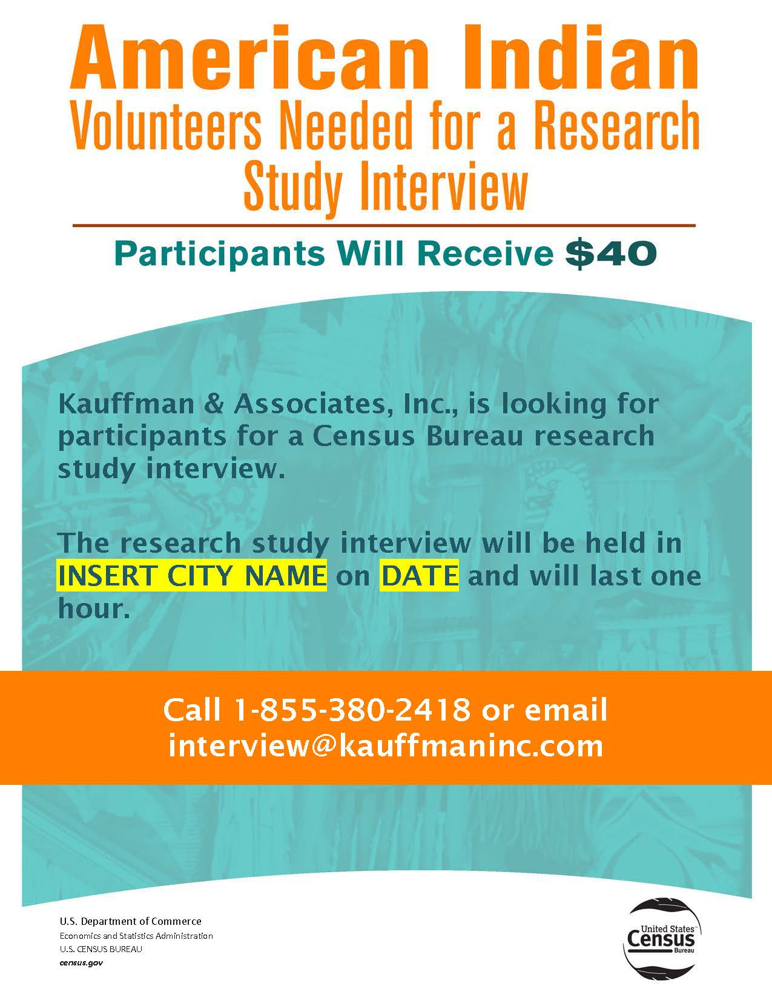 American Indian
Volunteers Needed for a Research
Study Interview
Participants Will Receive $40
Kauffman & Associates, Inc., is looking for
participants for a Census Bureau research
study interview.
The research study interview will be held in
INSERT CITY NAME on DATE and will last one
hour.
Call 1-855-380-2418 or email
interview@kauffmaninc.com
U.S. Department of Commerce
Economics and Statistics Administration
U.S. CENSUS BUREAU
census.gov
United States™
Census
Bureau